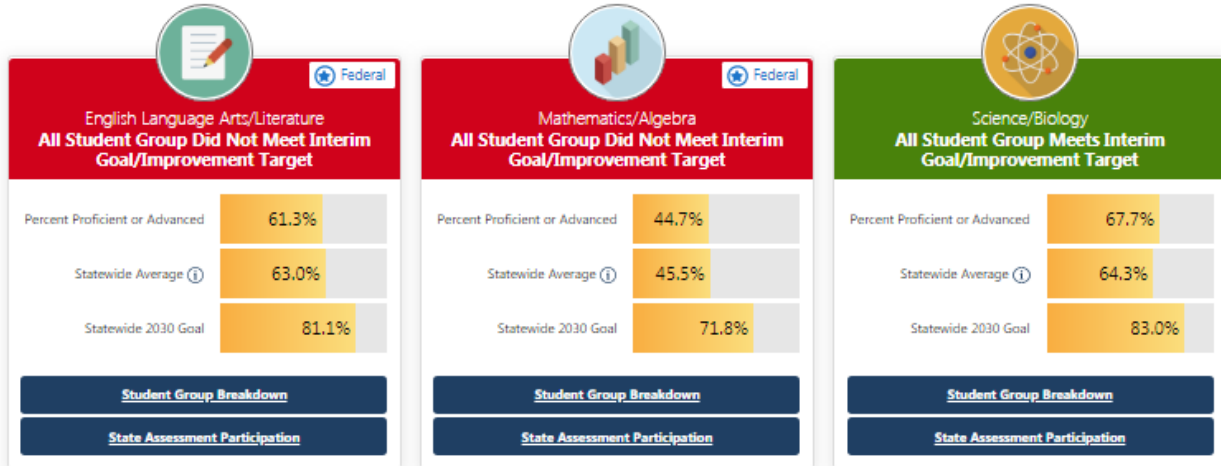 Federal
English Language Arts/Literature
All Student Group Did Not Meet Interim
Goal/Improvement Target
Percent Proficient or Advanced 61.3%
Statewide Average 63.0%
Statewide 2030 Goal 81.1%
Student Group Breakdown
State Assessment Participation
Federal
Mathematics/Algebra
All Student Group Did Not Meet Interim
Goal/Improvement Target
Percent Proficient or Advanced 44.7%
Statewide Average 45.5%
Statewide 2030 Goal 71.8%
Student Group Breakdown
State Assessment Participation
Science/Biology
All Student Group Meets Interim
Goal/Improvement Target
Percent Proficient or Advanced 67.7%
Statewide Average 64.3%
Statewide 2030 Goal 83.0%
Student Group Breakdown
State Assessment Participation